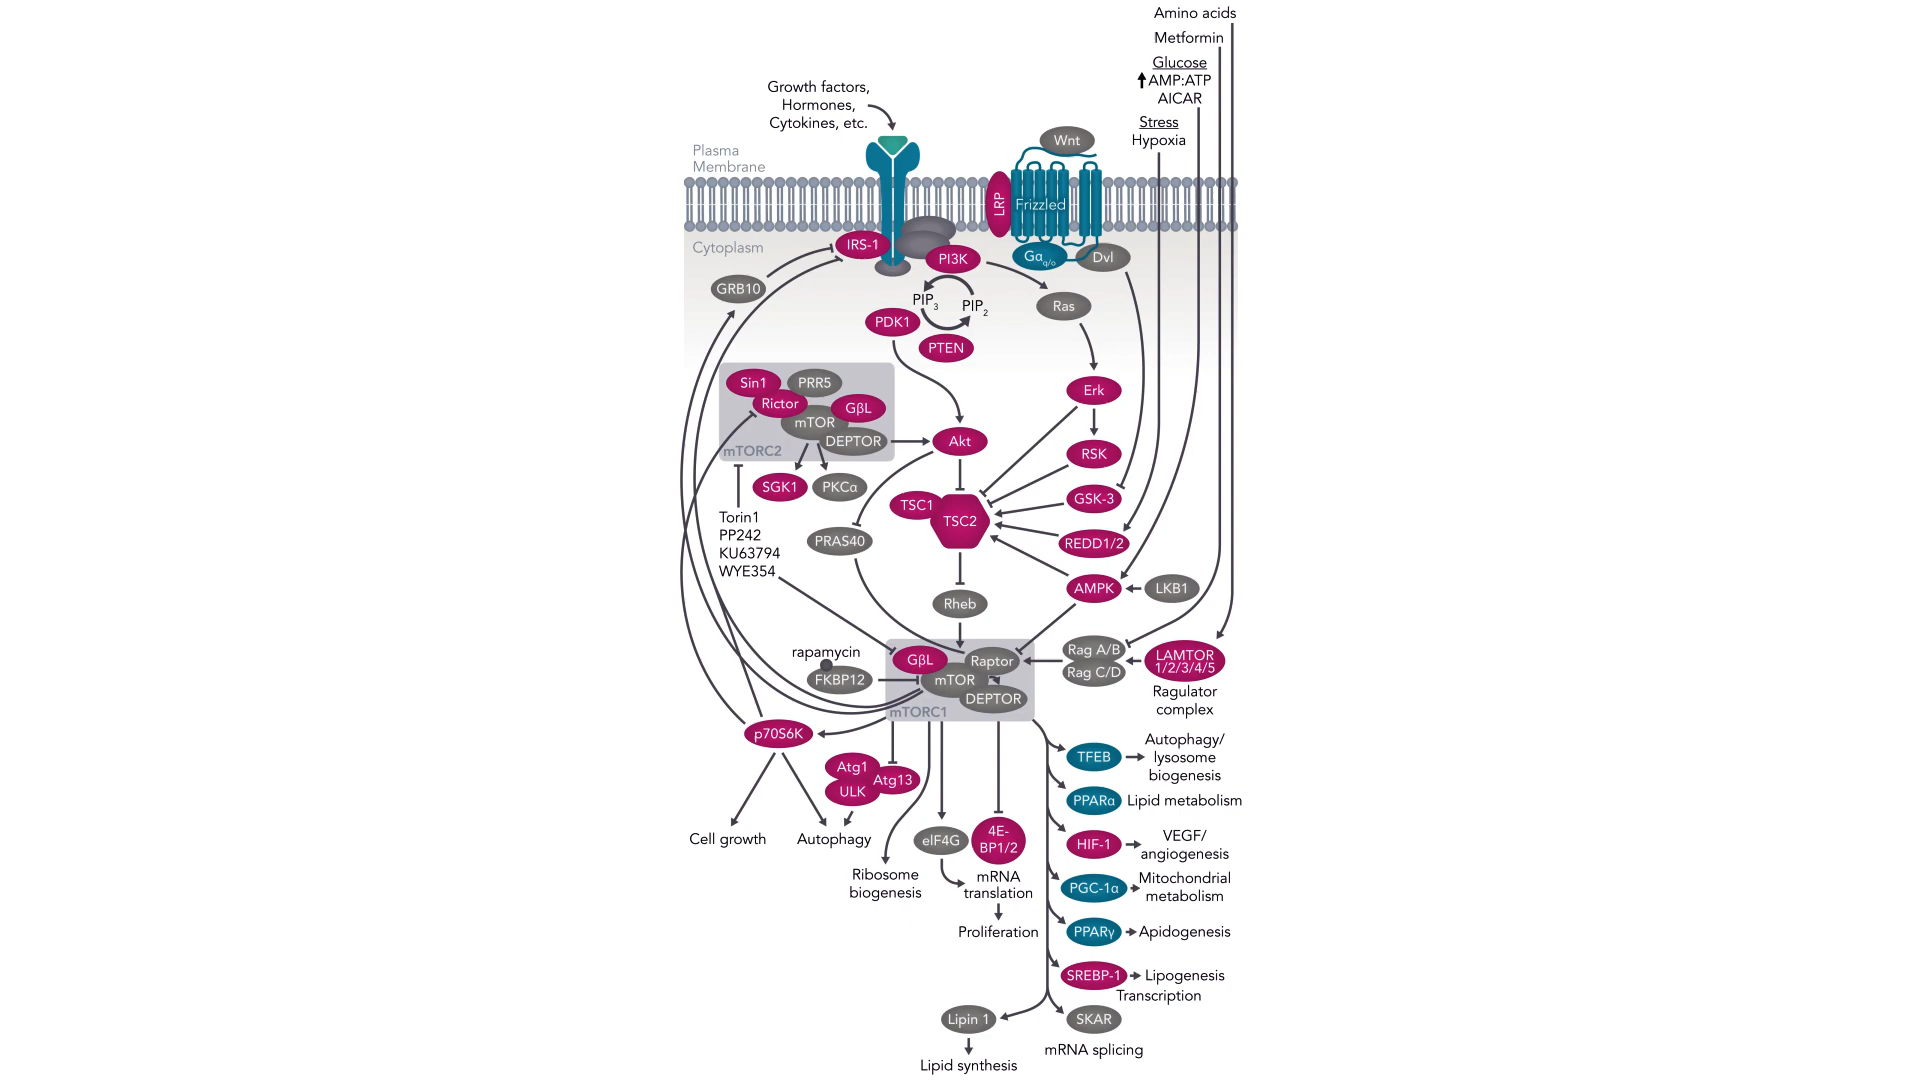 Amino acids
Metformin
Glucose
AMP:ATP
AICAR
Stress
Hypoxia
Growth factors,
Hormones,
Cytokines, etc.
Wnt
Plasma
Membrane
LRP
Frizzled
Cytoplasm
IRS-1
PI3K
Gαq/o
Dvl
GRB10
PIP3
PIP2
Ras
PDK1
PTEN
Sin1
PRR5
Rictor
GβL
mTOR
DEPTOR
mTORC2
Erk
Akt
RSK
SGK1
PKCα
GSK-3
TSC1
TSC2
Torin1
PP242
KU63794
WYE354
PRAS40
REDD1/2
AMPK
LKB1
Rheb
rapamycin
FKBP12
GβL
Raptor
mTOR
DEPTOR
mTORC1
Rag A/B
Rag C/D
LAMTOR
1/2/3/4/5
Ragulator
complex
p70S6K
Atg1
Atg13
ULK
TFEB
Autophagy/
lysosome
biogenesis
PPARα
Lipid metabolism
Cell growth
Autophagy
eIF4G
4E-
BP1/2
HIF-1
VEGF/
angiogenesis
Ribosome
biogenesis
mRNA
translation
PGC-1α
Mitochondrial
metabolism
Proliferation
PPARγ
Apidogenesis
SREBP-1
Lipogenesis
Transcription
Lipin 1
SKAR
Lipid synthesis
mRNA splicing